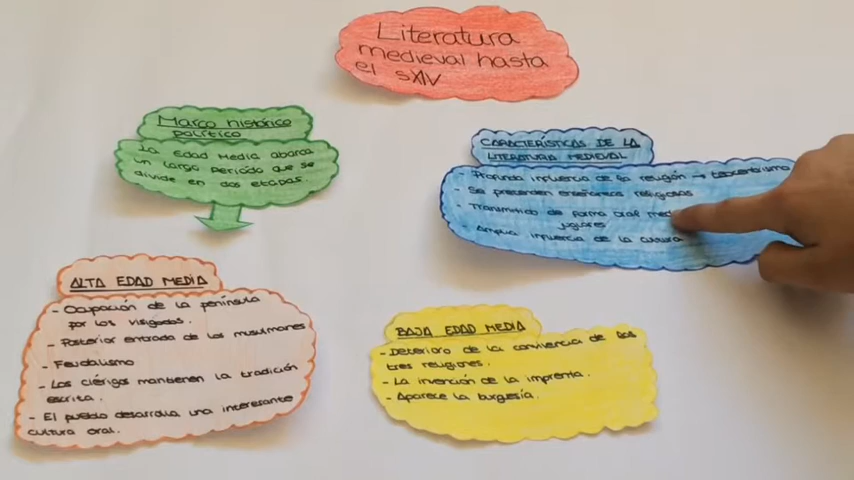 Literatura
medieval hasta
el sXV
Marco histórico
político
La Edad Media abarca
un largo periodo que se
divide en dos etapas.
CARACTERÍSTICAS DE LA
LITERATURA MEDIEVAL
Profunda influencia de la religión → teocentrismo
- Se pretenden enseñanzas religiosas
- Transmitida de forma oral
juglares
- Amplia influencia de la cultura
ALTA EDAD MEDIA
- Ocupación de la península
por los visigodos.
- Posterior entrada de los musulmanes
- Feudalismo
- Los clérigos mantienen la tradición
escrita.
- El pueblo desarrolla una interesante
cultura oral.
BAJA EDAD MEDIA
- Deterioro de la convivencia de las
tres religiones.
- La invención de la imprenta.
- Aparece la burguesía.